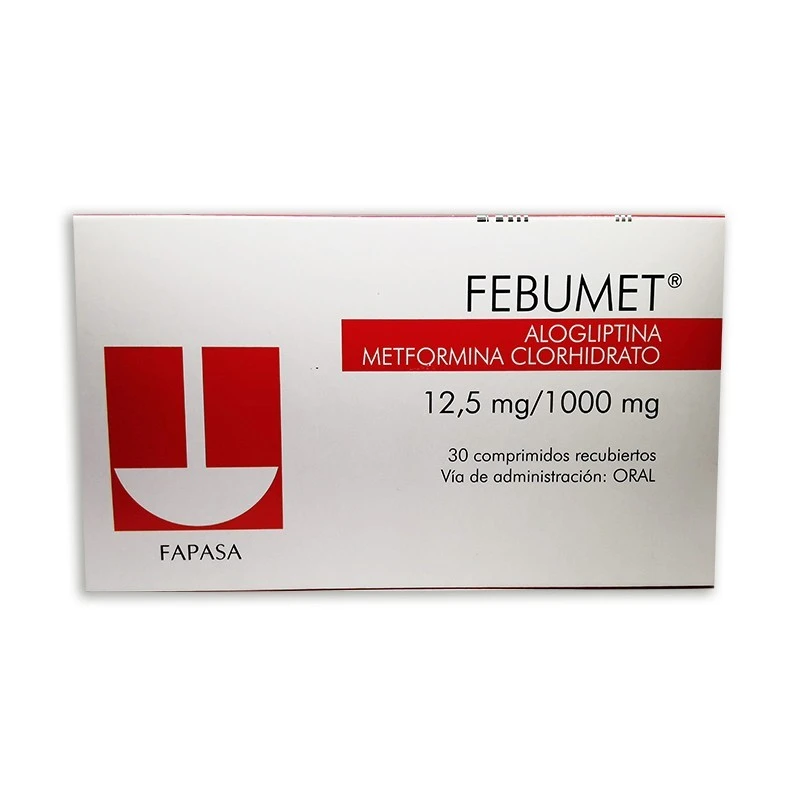 FEBUMET®
ALOGLIPTINA
METFORMINA CLORHIDRATO
12,5 mg/1000 mg
30 comprimidos recubiertos
Vía de administración: ORAL
FAPASA